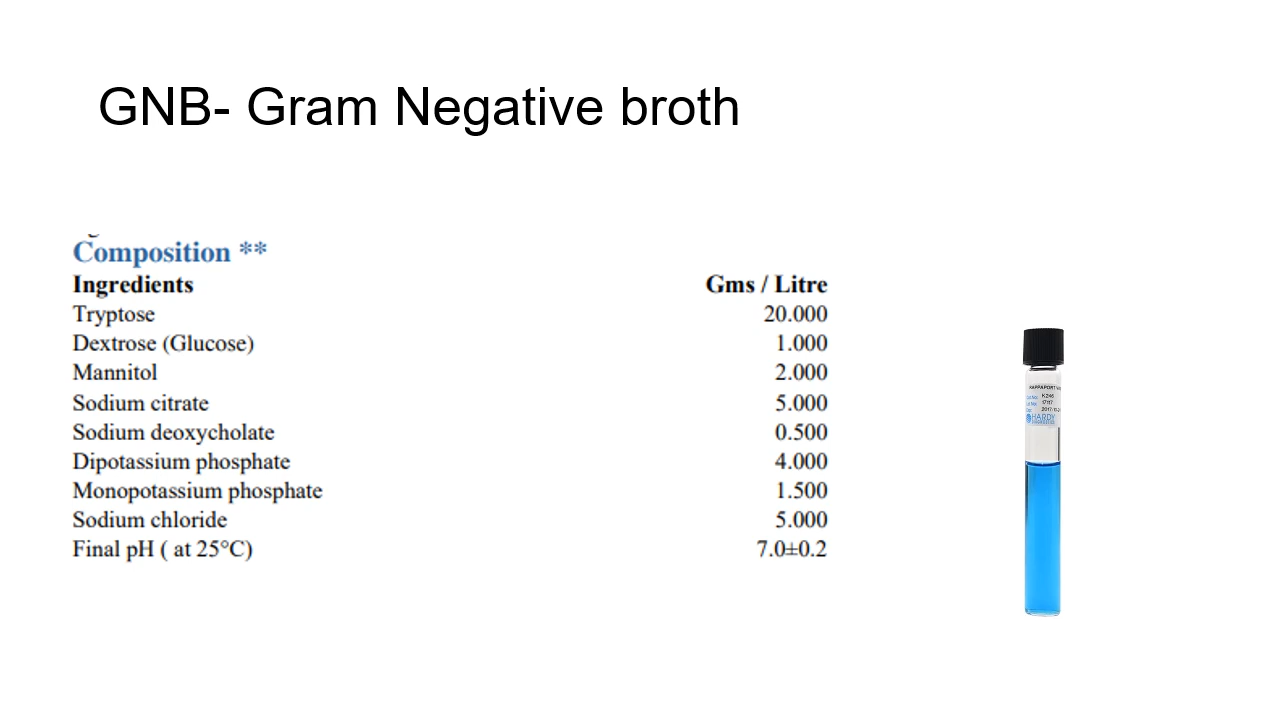 GNB- Gram Negative broth
Composition **
Ingredients Gms / Litre
Tryptose 20.000
Dextrose (Glucose) 1.000
Mannitol 2.000
Sodium citrate 5.000
Sodium deoxycholate 0.500
Dipotassium phosphate 4.000
Monopotassium phosphate 1.500
Sodium chloride 5.000
Final pH ( at 25°C) 7.0±0.2
RAPPAPORT
K246
HARDY